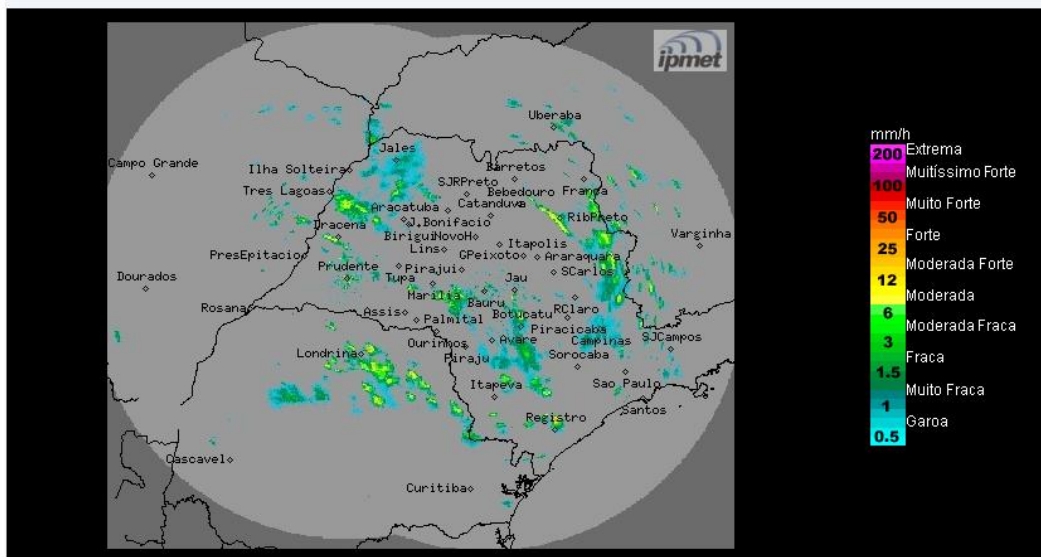 ipmet
Uberaba
Campo Grande
Jales
Ilha Solteira
Barretos
SJRPreto
Tres Lagoas
Bebedouro Franca
Aracatuba
Catanduva
J.Bonifacio
RibPreto
Dracena
Birigui NovoH
Itapolis
Varginha
Lins
GPeixoto
Araraquara
PresEpitacio
Prudente
Tupa
Pirajui
SCarlos
Dourados
Jau
Marilia
Bauru
Rosana
Assis
Botucatu
RClaro
Palmital
Piracicaba
Ourinhos
Avare
Campinas
SJCampos
Londrina
Piraju
Sorocaba
Itapeva
Sao Paulo
Registro
Santos
Cascavel
Curitiba
mm/h
200 Extrema
Muitíssimo Forte
100
Muito Forte
50
Forte
25
Moderada Forte
12
Moderada
6
Moderada Fraca
3
Fraca
1.5
Muito Fraca
1
Garoa
0.5